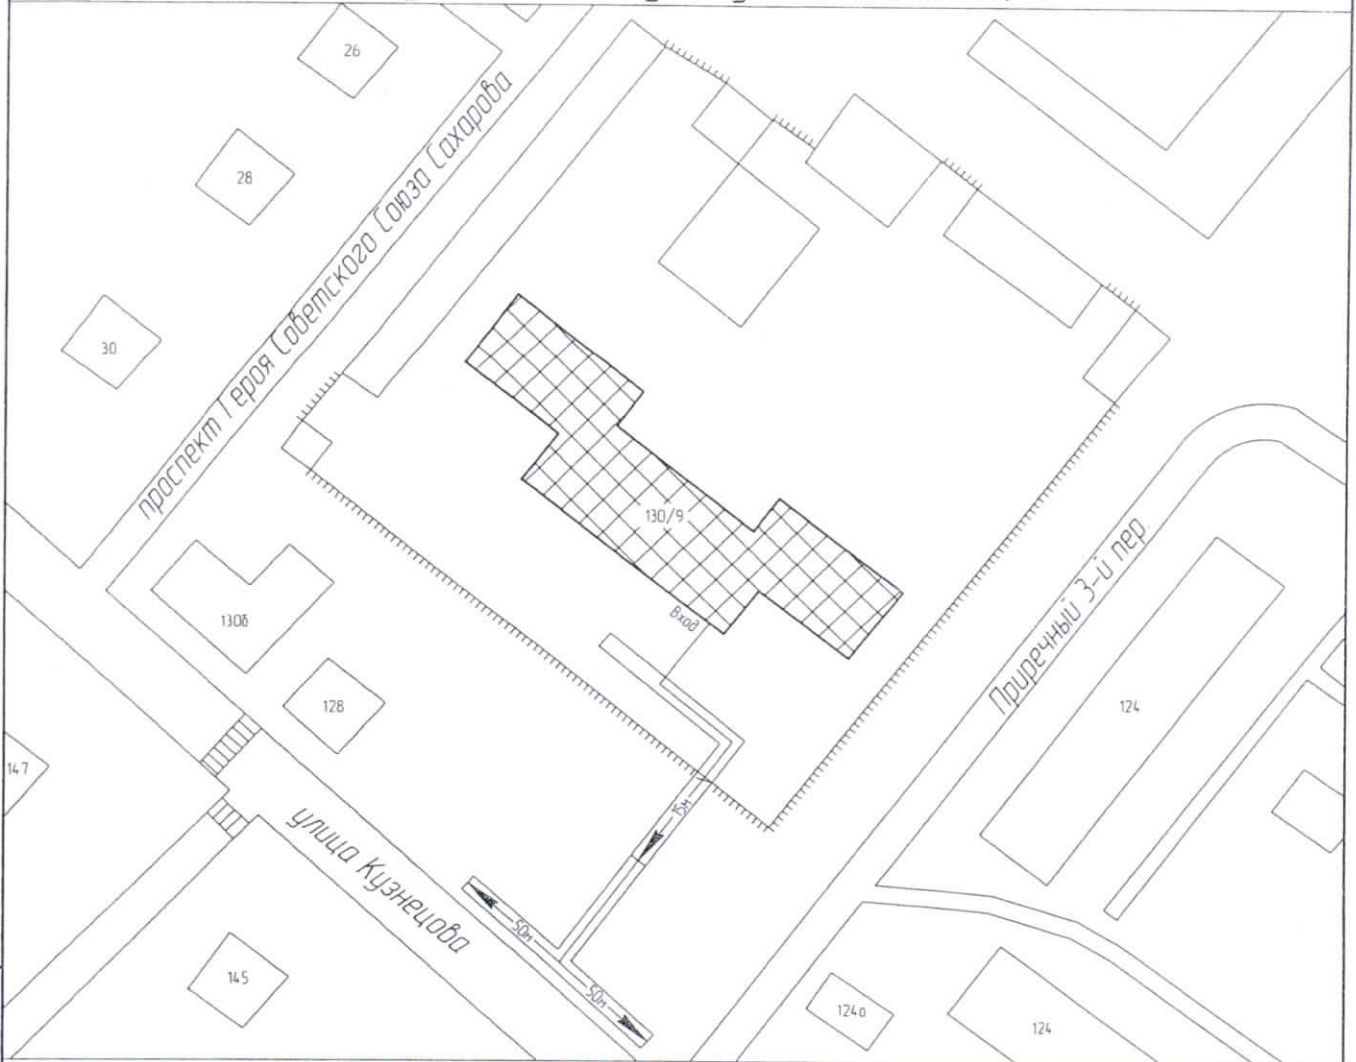 26
28
проспект Героя Советского Союза Сахарова
30
130/9
Вход
Приречный 3-й пер.
130б
128
124
147
15м
улица Кузнецова
50м
50м
145
124а
124